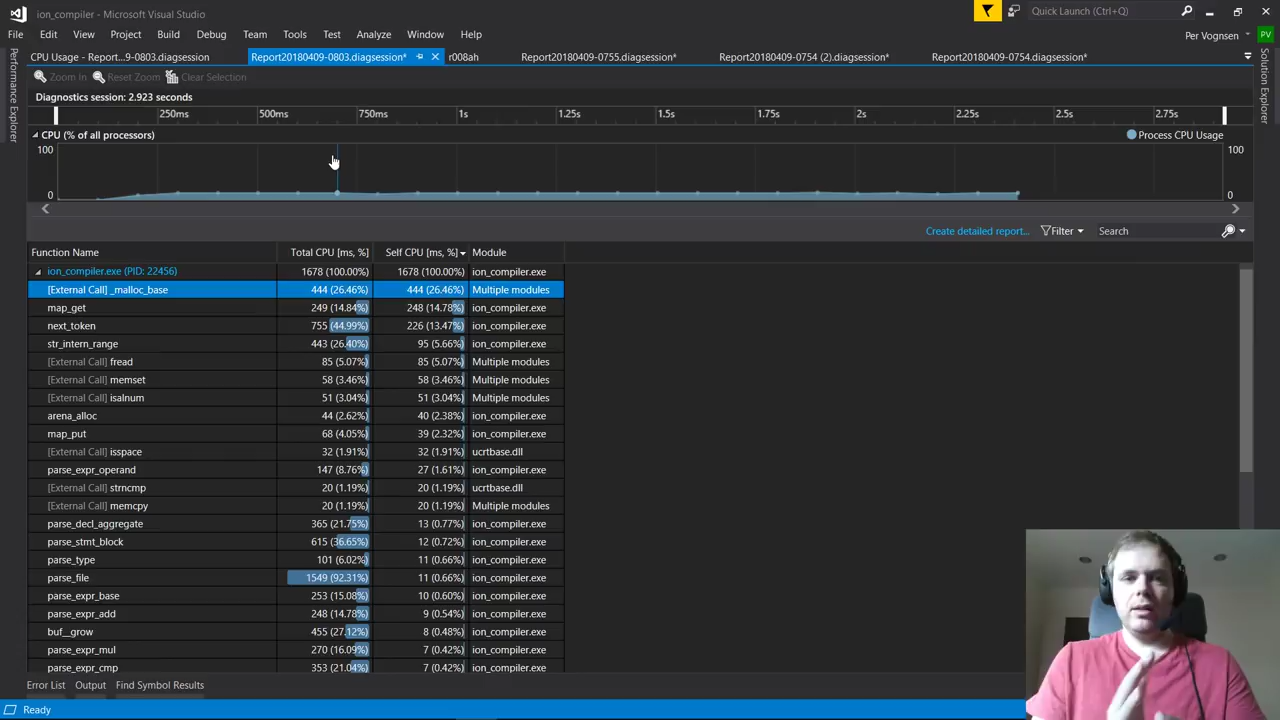 ion_compiler - Microsoft Visual Studio
Quick Launch (Ctrl+Q)
File Edit View Project Build Debug Team Tools Test Analyze Window Help
Per Vognsen PV
CPU Usage - Report...9-0803.diagsession Report20180409-0803.diagsession* r008ah Report20180409-0755.diagsession* Report20180409-0754 (2).diagsession* Report20180409-0754.diagsession*
Performance Explorer
Solution Explorer
Zoom In Reset Zoom Clear Selection
Diagnostics session: 2.923 seconds
250ms 500ms 750ms 1s 1.25s 1.5s 1.75s 2s 2.25s 2.5s 2.75s
CPU (% of all processors) Process CPU Usage
100 100
0 0
Create detailed report... Filter Search
Function Name Total CPU [ms, %] Self CPU [ms, %] Module
ion_compiler.exe (PID: 22456) 1678 (100.00%) 1678 (100.00%) ion_compiler.exe
[External Call] _malloc_base 444 (26.46%) 444 (26.46%) Multiple modules
map_get 249 (14.84%) 248 (14.78%) ion_compiler.exe
next_token 755 (44.99%) 226 (13.47%) ion_compiler.exe
str_intern_range 443 (26.40%) 95 (5.66%) ion_compiler.exe
[External Call] fread 85 (5.07%) 85 (5.07%) Multiple modules
[External Call] memset 58 (3.46%) 58 (3.46%) Multiple modules
[External Call] isalnum 51 (3.04%) 51 (3.04%) Multiple modules
arena_alloc 44 (2.62%) 40 (2.38%) ion_compiler.exe
map_put 68 (4.05%) 39 (2.32%) ion_compiler.exe
[External Call] isspace 32 (1.91%) 32 (1.91%) ucrtbase.dll
parse_expr_operand 147 (8.76%) 27 (1.61%) ion_compiler.exe
[External Call] strncmp 20 (1.19%) 20 (1.19%) ucrtbase.dll
[External Call] memcpy 20 (1.19%) 20 (1.19%) Multiple modules
parse_decl_aggregate 365 (21.75%) 13 (0.77%) ion_compiler.exe
parse_stmt_block 615 (36.65%) 12 (0.72%) ion_compiler.exe
parse_type 101 (6.02%) 11 (0.66%) ion_compiler.exe
parse_file 1549 (92.31%) 11 (0.66%) ion_compiler.exe
parse_expr_base 253 (15.08%) 10 (0.60%) ion_compiler.exe
parse_expr_add 248 (14.78%) 9 (0.54%) ion_compiler.exe
buf__grow 455 (27.12%) 8 (0.48%) ion_compiler.exe
parse_expr_mul 270 (16.09%) 7 (0.42%) ion_compiler.exe
parse_expr_cmp 353 (21.04%) 7 (0.42%) ion_compiler.exe
Error List Output Find Symbol Results
Ready